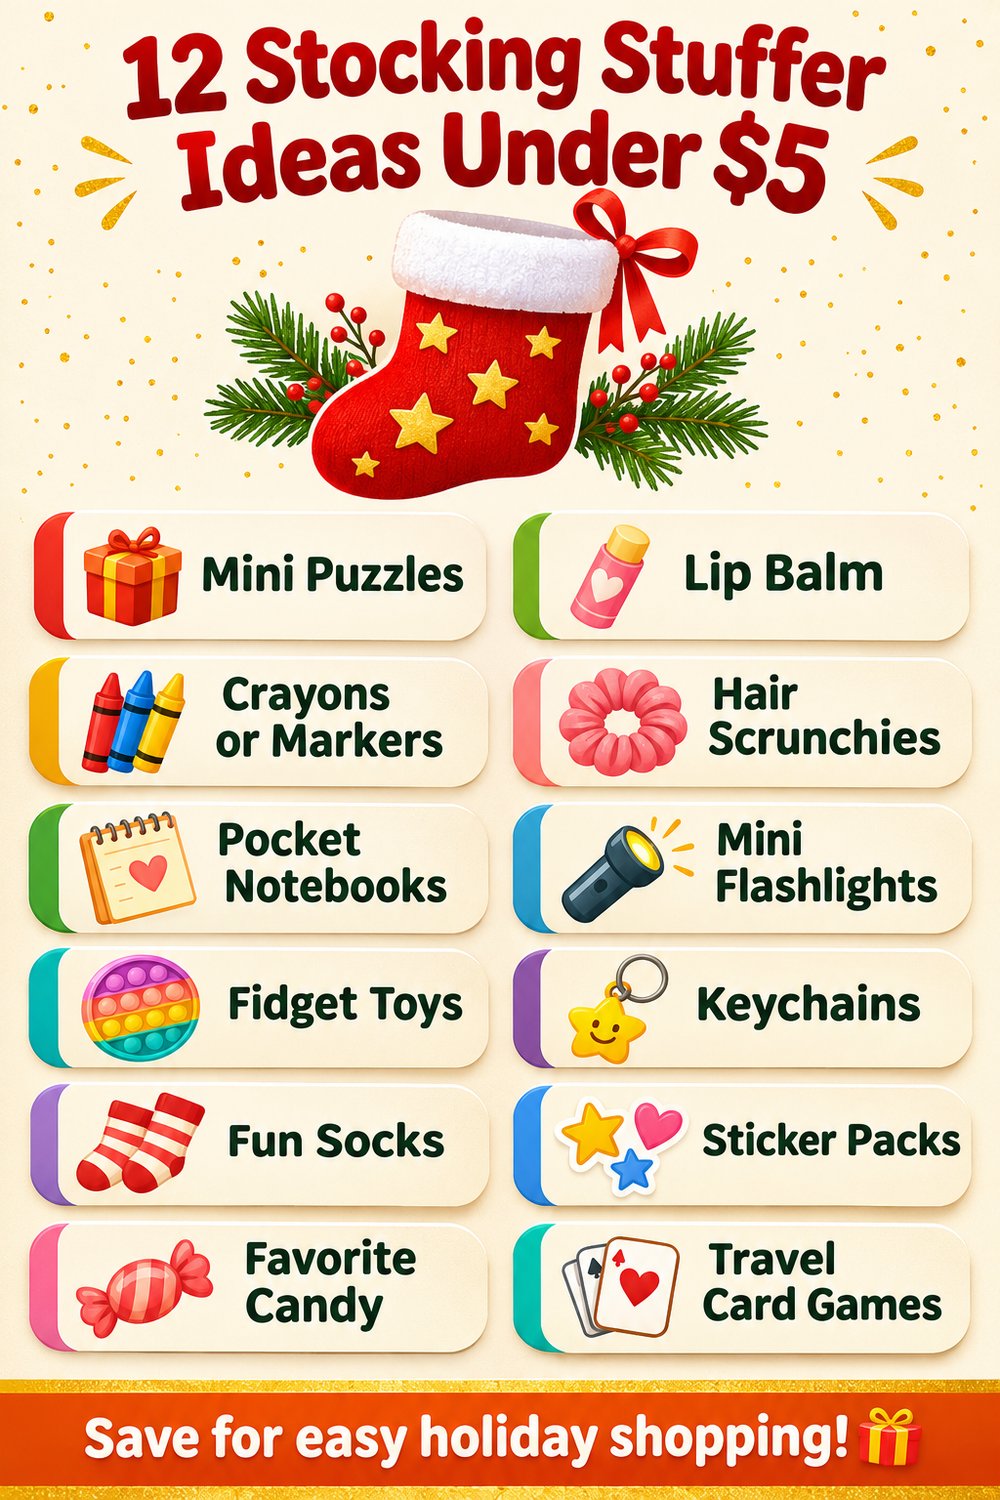 12 Stocking Stuffer
Ideas Under $5
Mini Puzzles
Lip Balm
Crayons
or Markers
Hair
Scrunchies
Pocket
Notebooks
Mini
Flashlights
Fidget Toys
Keychains
Fun Socks
Sticker Packs
Favorite
Candy
Travel
Card Games
Save for easy holiday shopping!